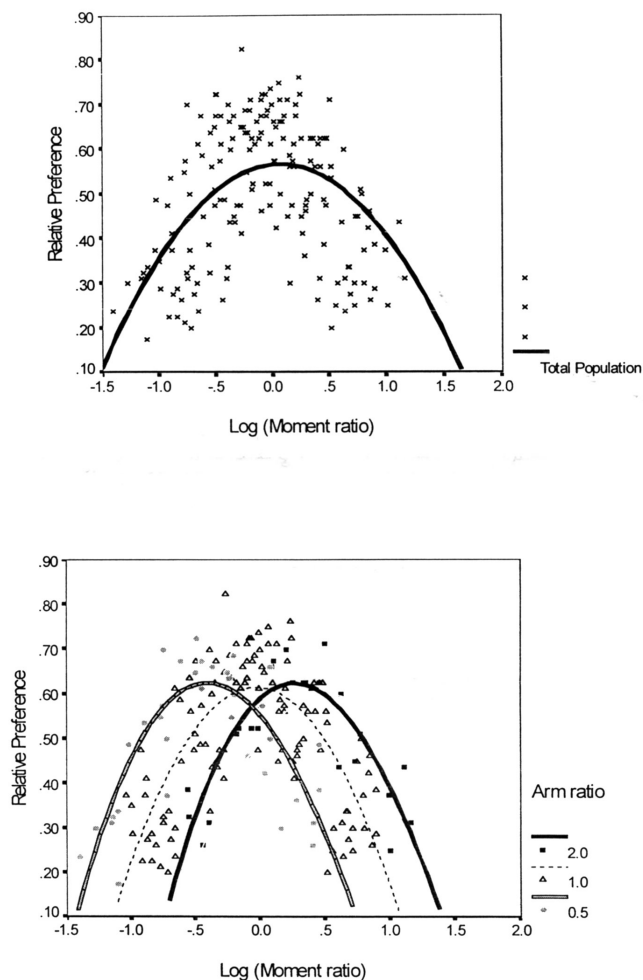 .90
.80
.70
.60
.50
.40
.30
.20
.10
Relative Preference
-1.5 -1.0 -.5 0.0 .5 1.0 1.5 2.0
Log (Moment ratio)
Total Population
.90
.80
.70
.60
.50
.40
.30
.20
.10
Relative Preference
-1.5 -1.0 -0.5 0.0 0.5 1.0 1.5 2.0
Log (Moment ratio)
Arm ratio
2.0
1.0
0.5